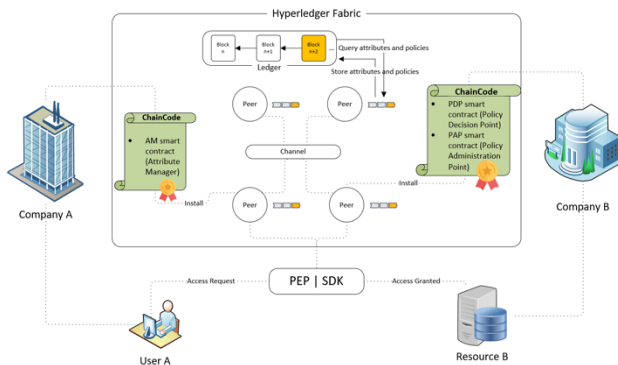 Hyperledger Fabric
Block
n
Block
n+1
Block
n+2
Ledger
Query attributes and policies
Store attributes and policies
ChainCode
• AM smart
contract
(Attribute
Manager)
Install
Company A
Peer
Peer
Channel
Peer
Peer
ChainCode
• PDP smart
contract (Policy
Decision Point)
• PAP smart
contract (Policy
Administration
Point)
Install
Company B
Access Request
PEP | SDK
Access Granted
User A
Resource B